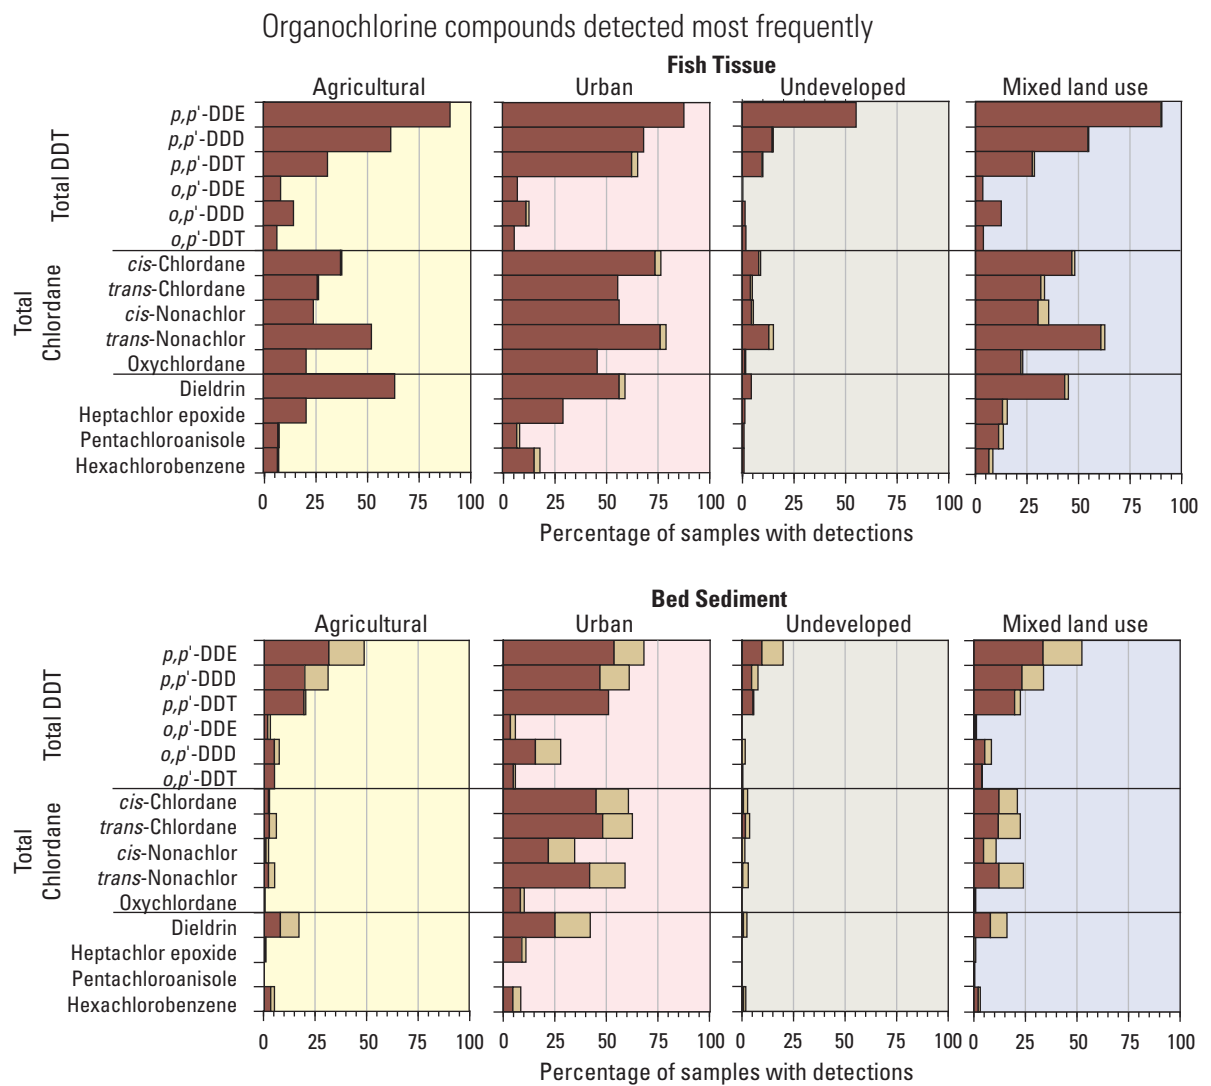 Organochlorine compounds detected most frequently
Fish Tissue
Agricultural Urban Undeveloped Mixed land use
Total DDT
p,p'-DDE
p,p'-DDD
p,p'-DDT
o,p'-DDE
o,p'-DDD
o,p'-DDT
Total
Chlordane
cis-Chlordane
trans-Chlordane
cis-Nonachlor
trans-Nonachlor
Oxychlordane
Dieldrin
Heptachlor epoxide
Pentachloroanisole
Hexachlorobenzene
0 25 50 75 100 0 25 50 75 100 0 25 50 75 100 0 25 50 75 100
Percentage of samples with detections
Bed Sediment
Agricultural Urban Undeveloped Mixed land use
Total DDT
p,p'-DDE
p,p'-DDD
p,p'-DDT
o,p'-DDE
o,p'-DDD
o,p'-DDT
Total
Chlordane
cis-Chlordane
trans-Chlordane
cis-Nonachlor
trans-Nonachlor
Oxychlordane
Dieldrin
Heptachlor epoxide
Pentachloroanisole
Hexachlorobenzene
0 25 50 75 100 0 25 50 75 100 0 25 50 75 100 0 25 50 75 100
Percentage of samples with detections